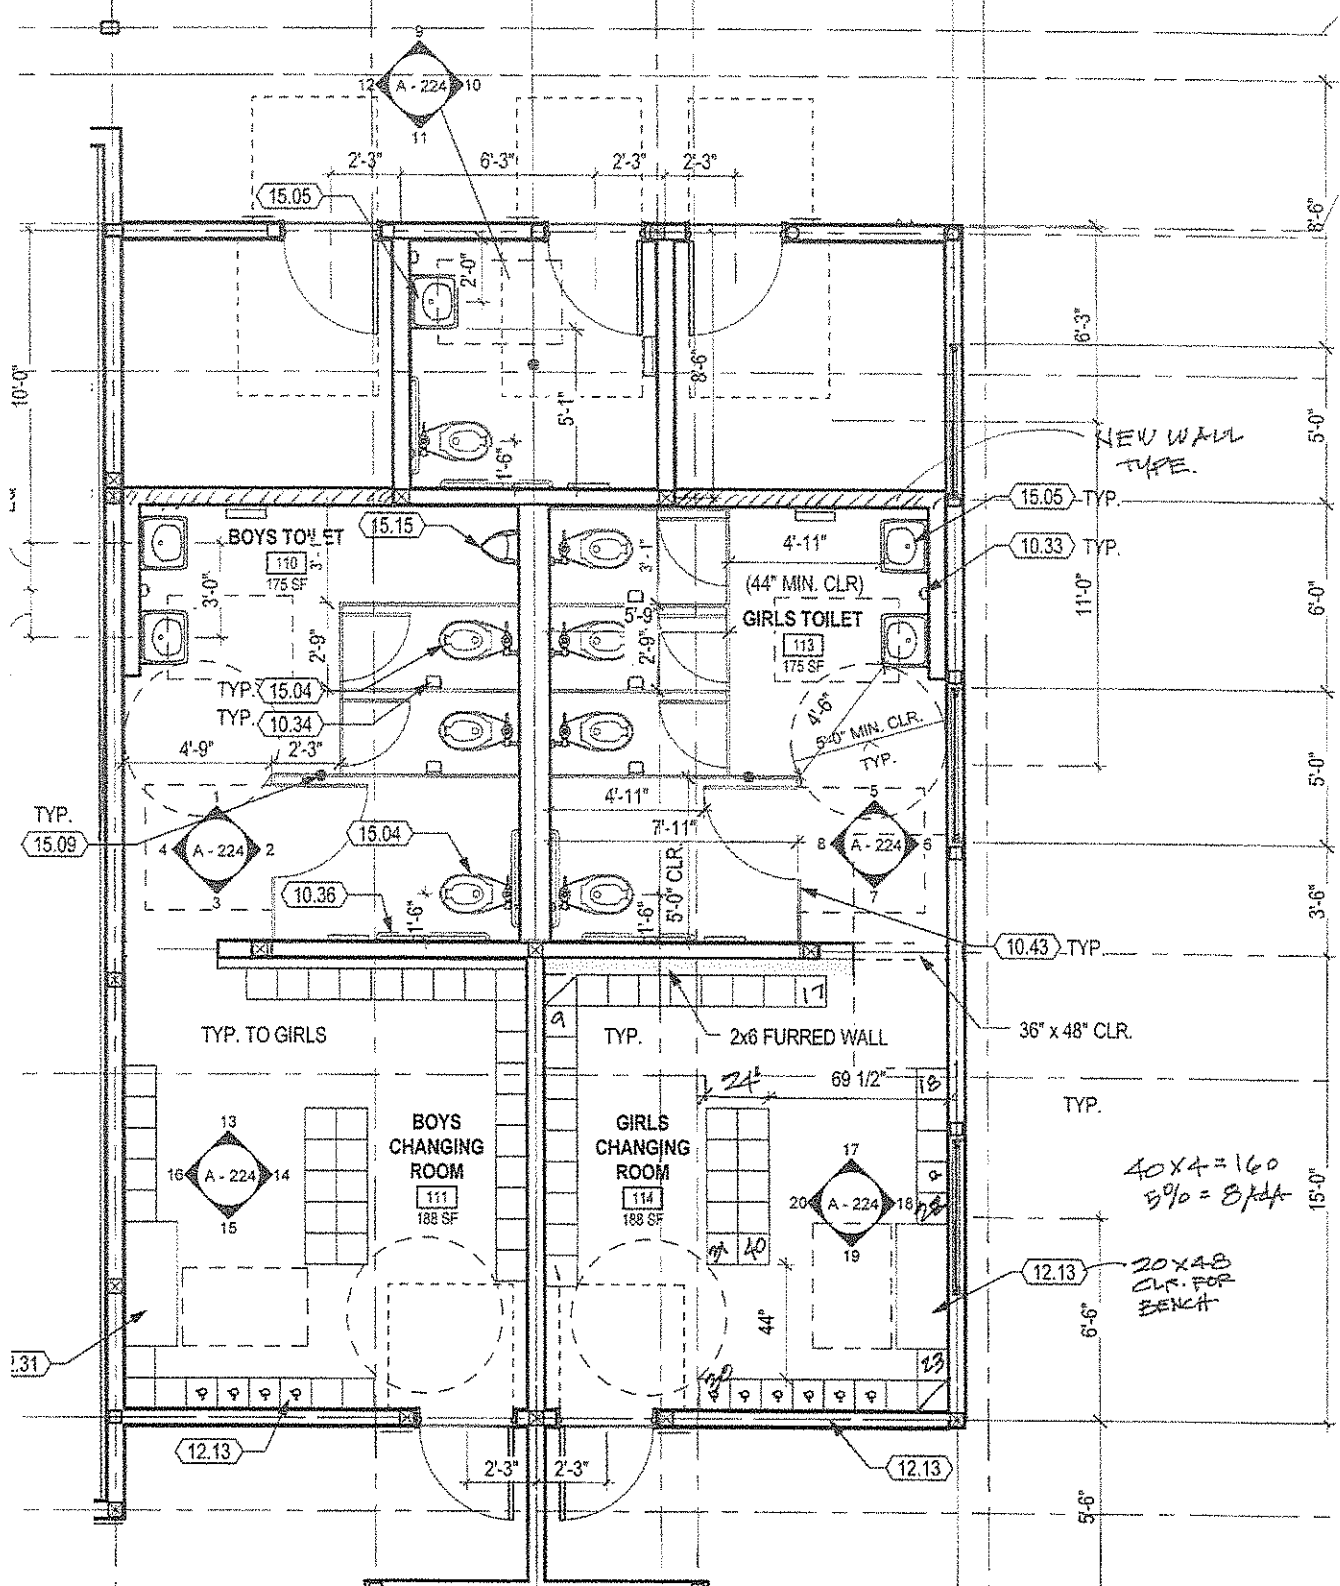 9
12 A - 224 10
11
2'-3" 6'-3" 2'-3" 2'-3"
15.05
8'-6"
2'-0"
6'-3"
10'-0"
8'-6"
5'-1"
5'-0"
1'-6"
NEW WALL
TYPE.
15.05 TYP.
15.15
BOYS TOILET
110
175 SF
3'-0"
2'-9"
3'-1"
4'-11"
(44" MIN. CLR)
10.33 TYP.
5'-9
GIRLS TOILET
113
175 SF
2'-9"
11'-0"
6'-0"
TYP. 15.04
TYP. 10.34
4'-6"
5'-0" MIN. CLR.
TYP.
4'-9" 2'-3"
5'-0"
4'-11"
7'-11"
TYP.
15.09
1
4 A - 224 2
3
15.04
5
8 A - 224 6
7
10.36
1'-6"
1'-6"
5'-0" CLR.
3'-6"
10.43 TYP.
17
9
TYP. TO GIRLS
TYP.
2x6 FURRED WALL
36" x 48" CLR.
24"
69 1/2"
18
TYP.
BOYS
CHANGING
ROOM
111
188 SF
GIRLS
CHANGING
ROOM
114
188 SF
13
16 A - 224 14
15
17
20 A - 224 18
19
40
40X4=160
5% = 8
15'-0"
12.13
20X48
CLR. FOR
BENCH
44"
6'-6"
.31
30
23
12.13
12.13
2'-3" 2'-3"
5'-6"